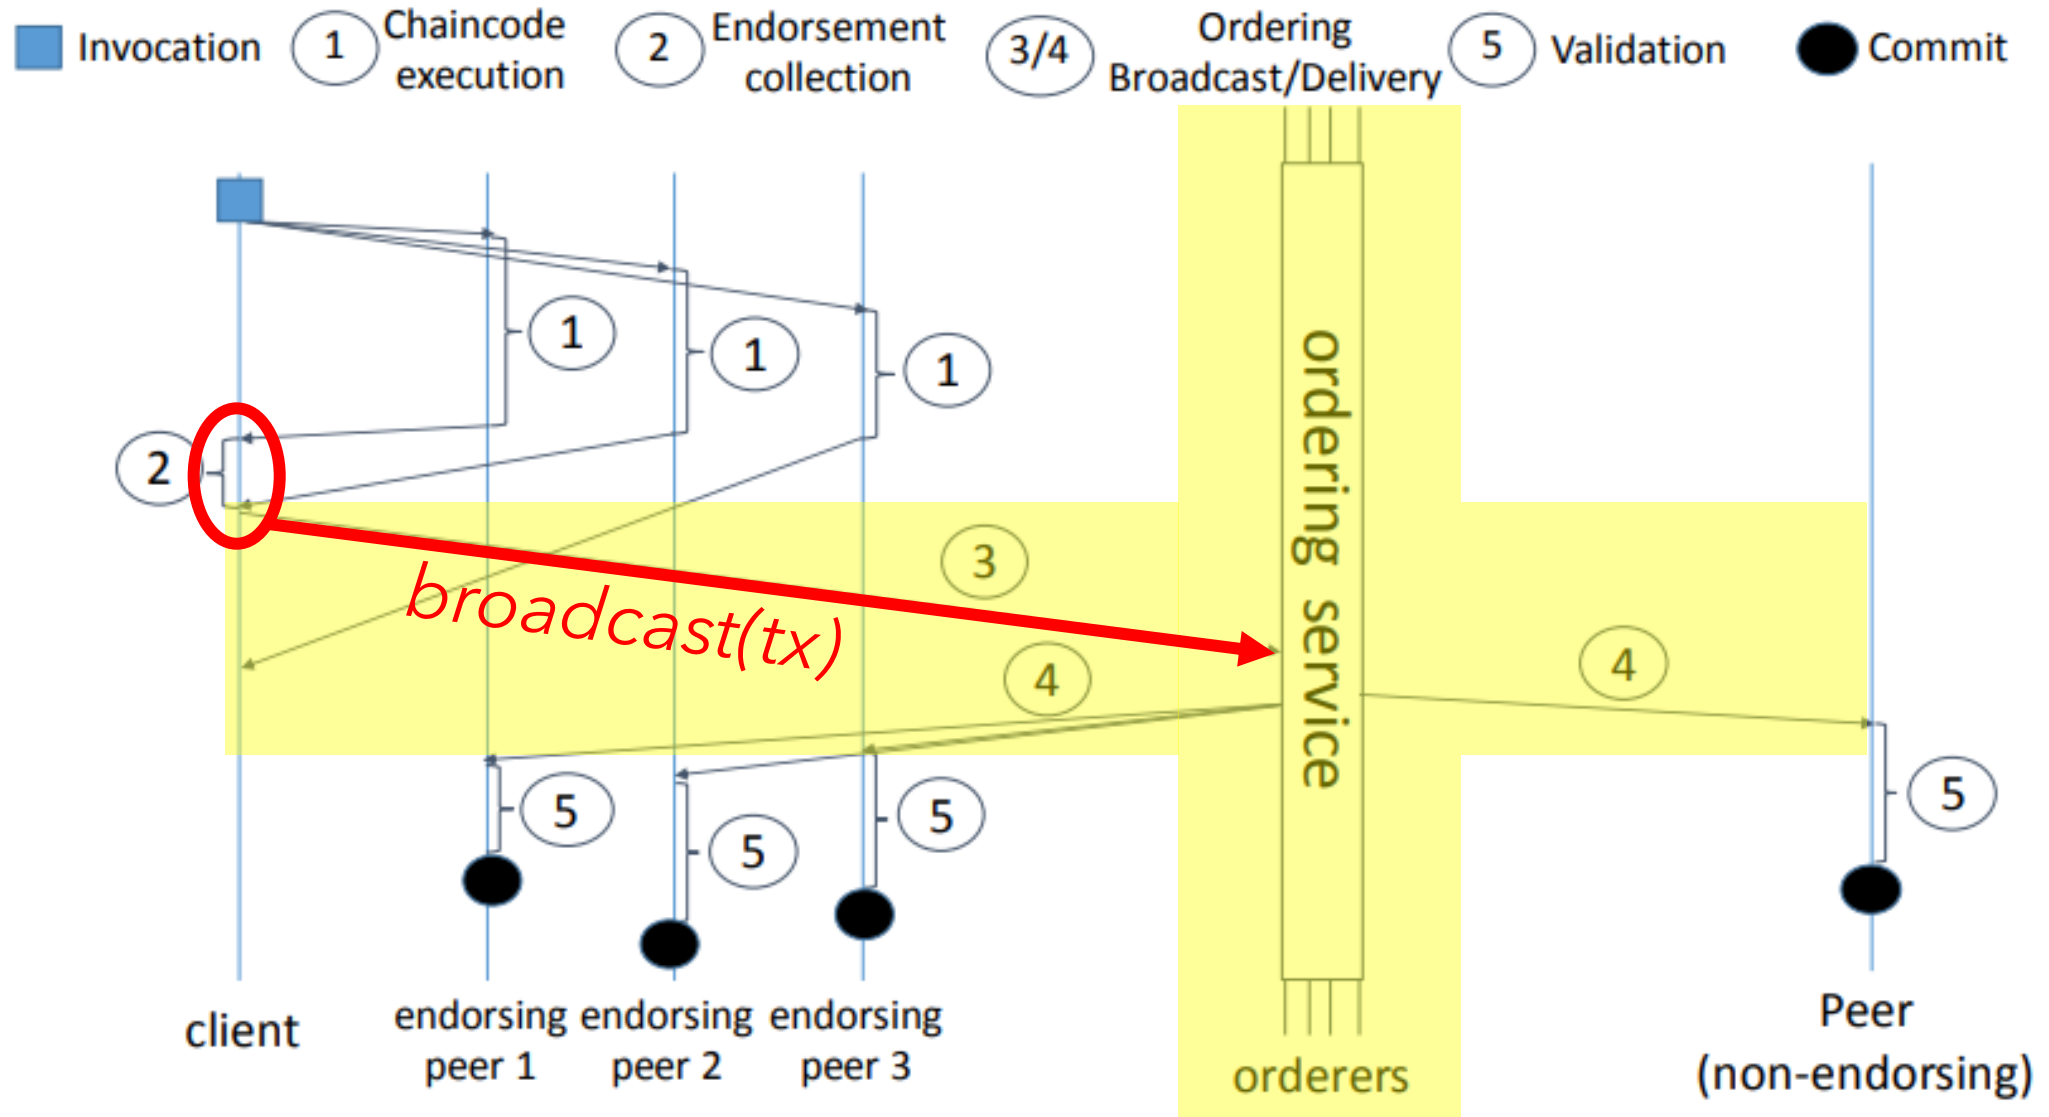 Invocation
1
Chaincode
execution
2
Endorsement
collection
3/4
Ordering
Broadcast/Delivery
5
Validation
Commit
1
1
1
2
3
broadcast(tx)
4
4
ordering service
5
5
5
5
client
endorsing
peer 1
endorsing
peer 2
endorsing
peer 3
orderers
Peer
(non-endorsing)